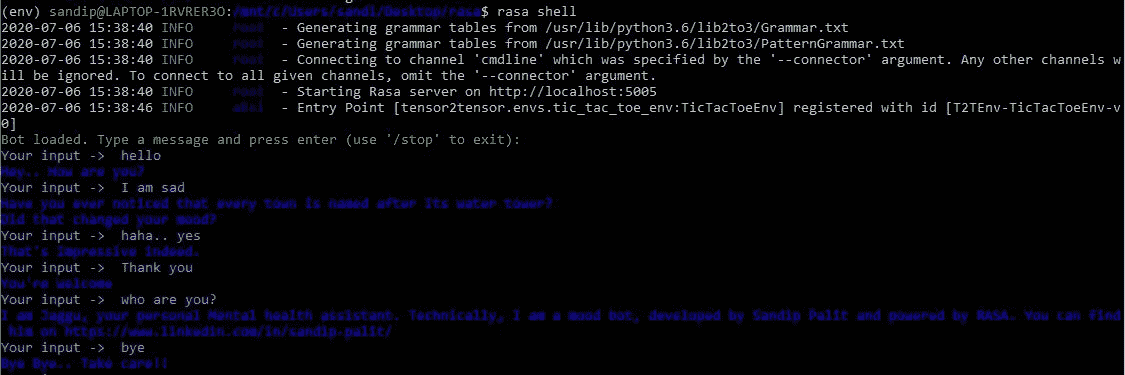 (env) sandip@LAPTOP-1RVRER3O:/mnt/c/Users/sandi/Desktop/rasa$ rasa shell
2020-07-06 15:38:40 INFO     root  - Generating grammar tables from /usr/lib/python3.6/lib2to3/Grammar.txt
2020-07-06 15:38:40 INFO     root  - Generating grammar tables from /usr/lib/python3.6/lib2to3/PatternGrammar.txt
2020-07-06 15:38:40 INFO     root  - Connecting to channel 'cmdline' which was specified by the '--connector' argument. Any other channels w
ill be ignored. To connect to all given channels, omit the '--connector' argument.
2020-07-06 15:38:40 INFO     root  - Starting Rasa server on http://localhost:5005
2020-07-06 15:38:46 INFO     absl  - Entry Point [tensor2tensor.envs.tic_tac_toe_env:TicTacToeEnv] registered with id [T2TEnv-TicTacToeEnv-v
0]
Bot loaded. Type a message and press enter (use '/stop' to exit):
Your input ->  hello
Hey.. How are you?
Your input ->  I am sad
Have you ever noticed that every town is named after its water tower?
Did that changed your mood?
Your input ->  haha.. yes
That's Impressive indeed.
Your input ->  Thank you
You're Welcome
Your input ->  who are you?
I am Jaggu, your personal Mental health assistant. Technically, I am a mood bot, developed by Sandip Palit and powered by RASA. You can find
 him on https://www.linkedin.com/in/sandip-palit/
Your input ->  bye
Bye Bye.. Take care!!